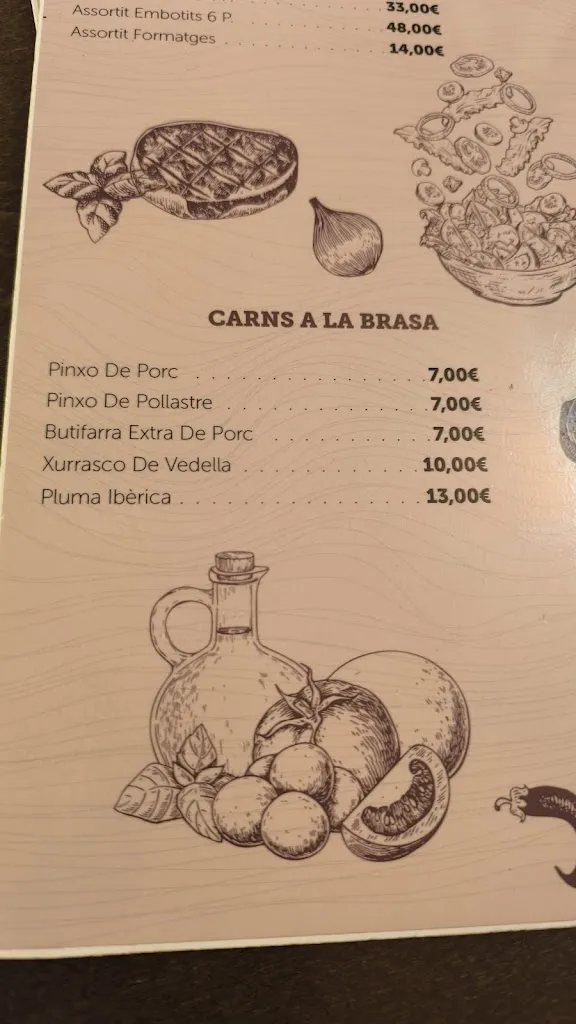 33,00€
Assortit Embotits 6 P. 48,00€
Assortit Formatges 14,00€
CARNS A LA BRASA
Pinxo De Porc 7,00€
Pinxo De Pollastre 7,00€
Butifarra Extra De Porc 7,00€
Xurrasco De Vedella 10,00€
Pluma Ibèrica 13,00€